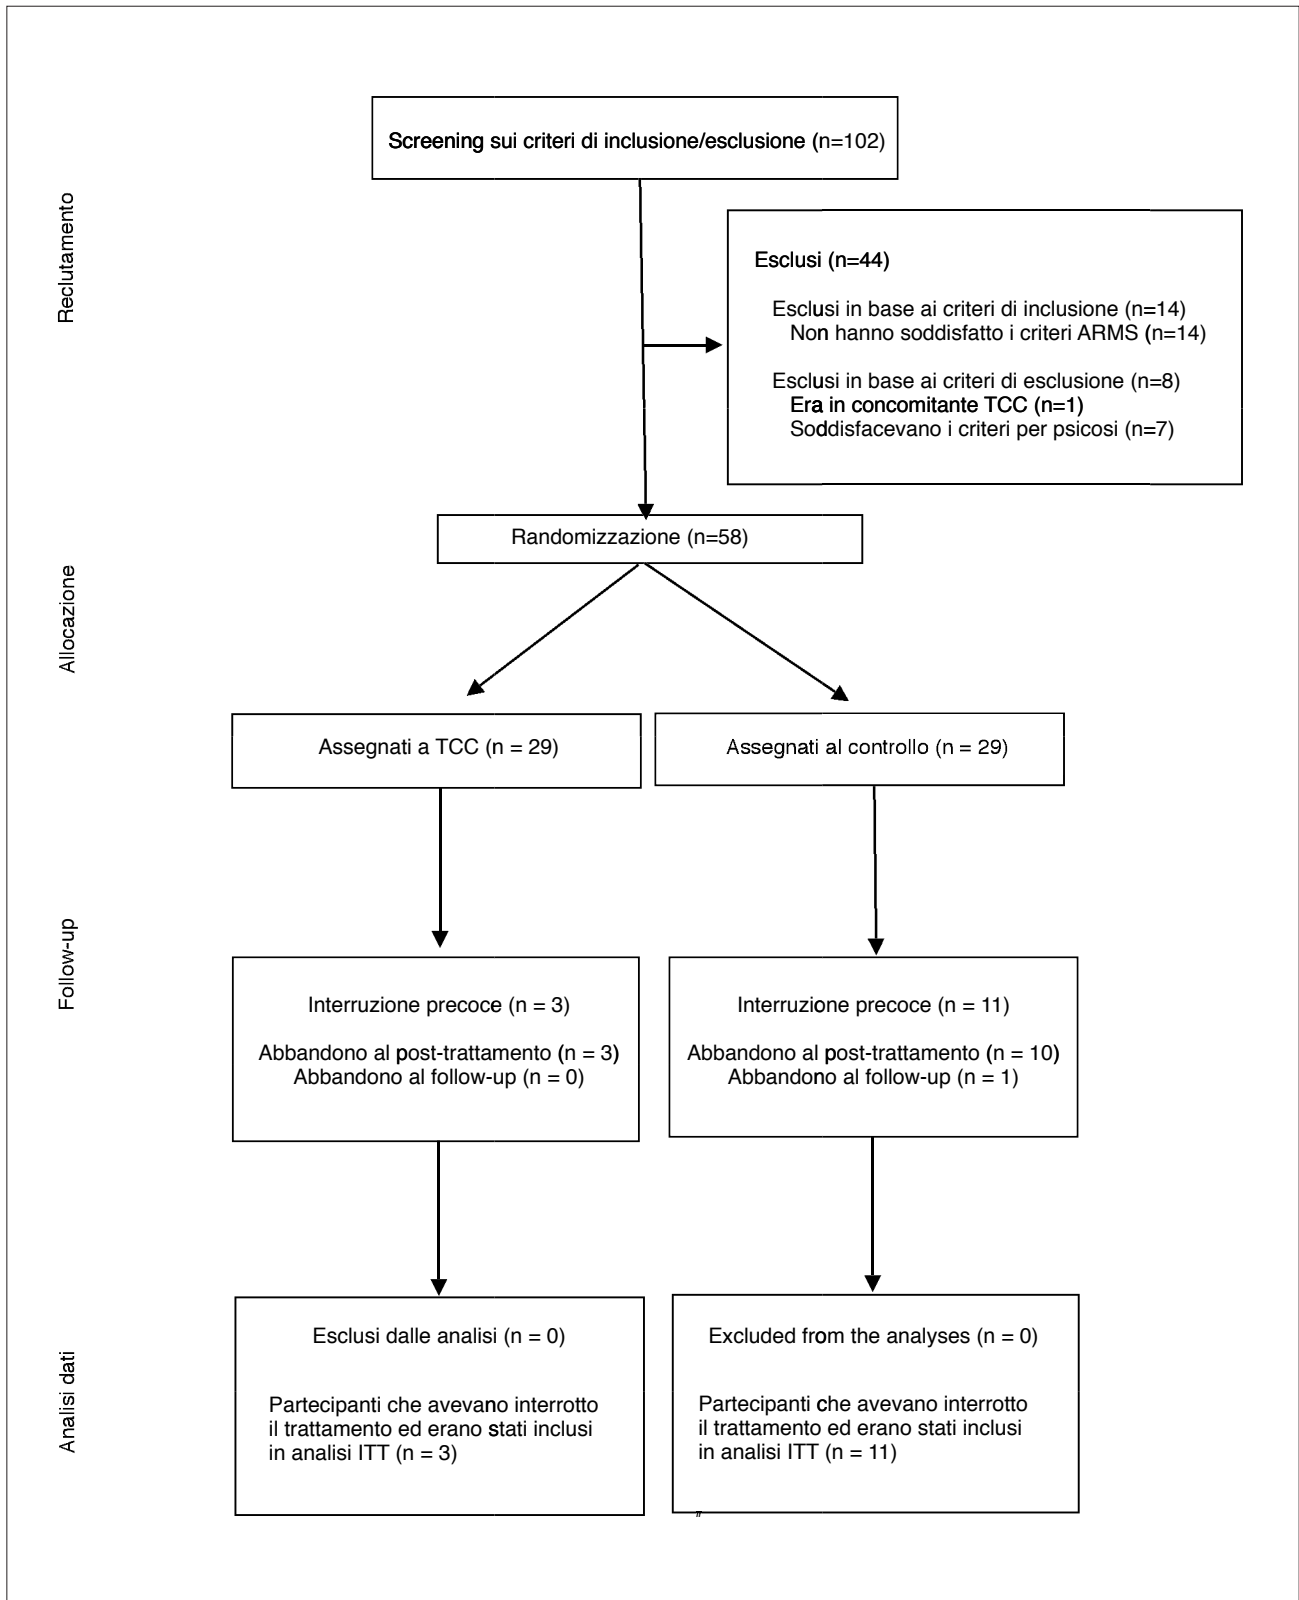 Screening sui criteri di inclusione/esclusione (n=102)
Reclutamento
Esclusi (n=44)
Esclusi in base ai criteri di inclusione (n=14)
Non hanno soddisfatto i criteri ARMS (n=14)
Esclusi in base ai criteri di esclusione (n=8)
Era in concomitante TCC (n=1)
Soddisfacevano i criteri per psicosi (n=7)
Randomizzazione (n=58)
Allocazione
Assegnati a TCC (n = 29)
Assegnati al controllo (n = 29)
Follow-up
Interruzione precoce (n = 3)
Abbandono al post-trattamento (n = 3)
Abbandono al follow-up (n = 0)
Interruzione precoce (n = 11)
Abbandono al post-trattamento (n = 10)
Abbandono al follow-up (n = 1)
Analisi dati
Esclusi dalle analisi (n = 0)
Partecipanti che avevano interrotto
il trattamento ed erano stati inclusi
in analisi ITT (n = 3)
Excluded from the analyses (n = 0)
Partecipanti che avevano interrotto
il trattamento ed erano stati inclusi
in analisi ITT (n = 11)